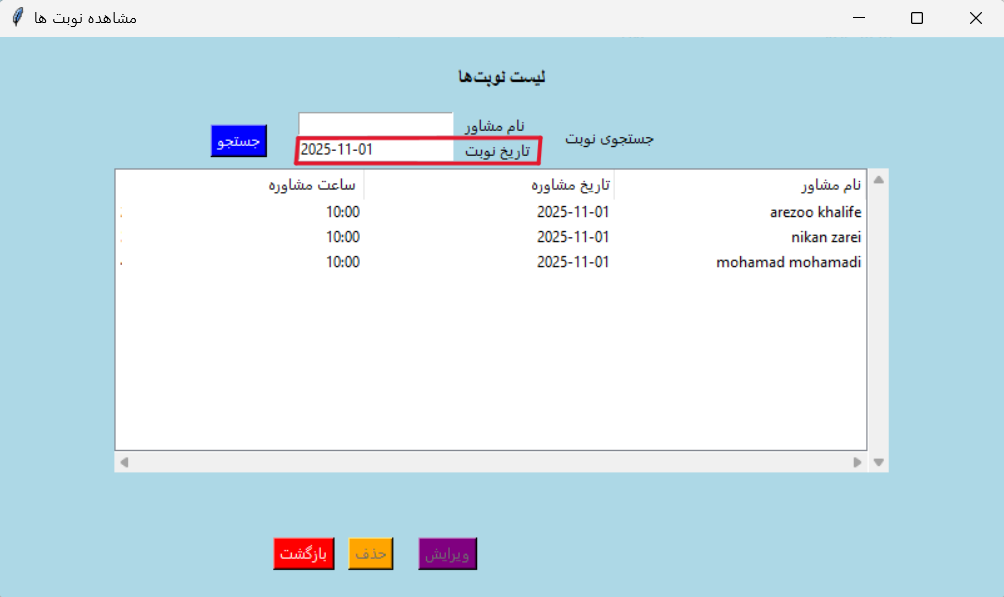 مشاهده نوبت ها
لیست نوبت‌ها
جستجوی نوبت
نام مشاور
تاریخ نوبت 2025-11-01
جستجو
نام مشاور تاریخ مشاوره ساعت مشاوره
arezoo khalife 2025-11-01 10:00
nikan zarei 2025-11-01 10:00
mohamad mohamadi 2025-11-01 10:00
ویرایش حذف بازگشت